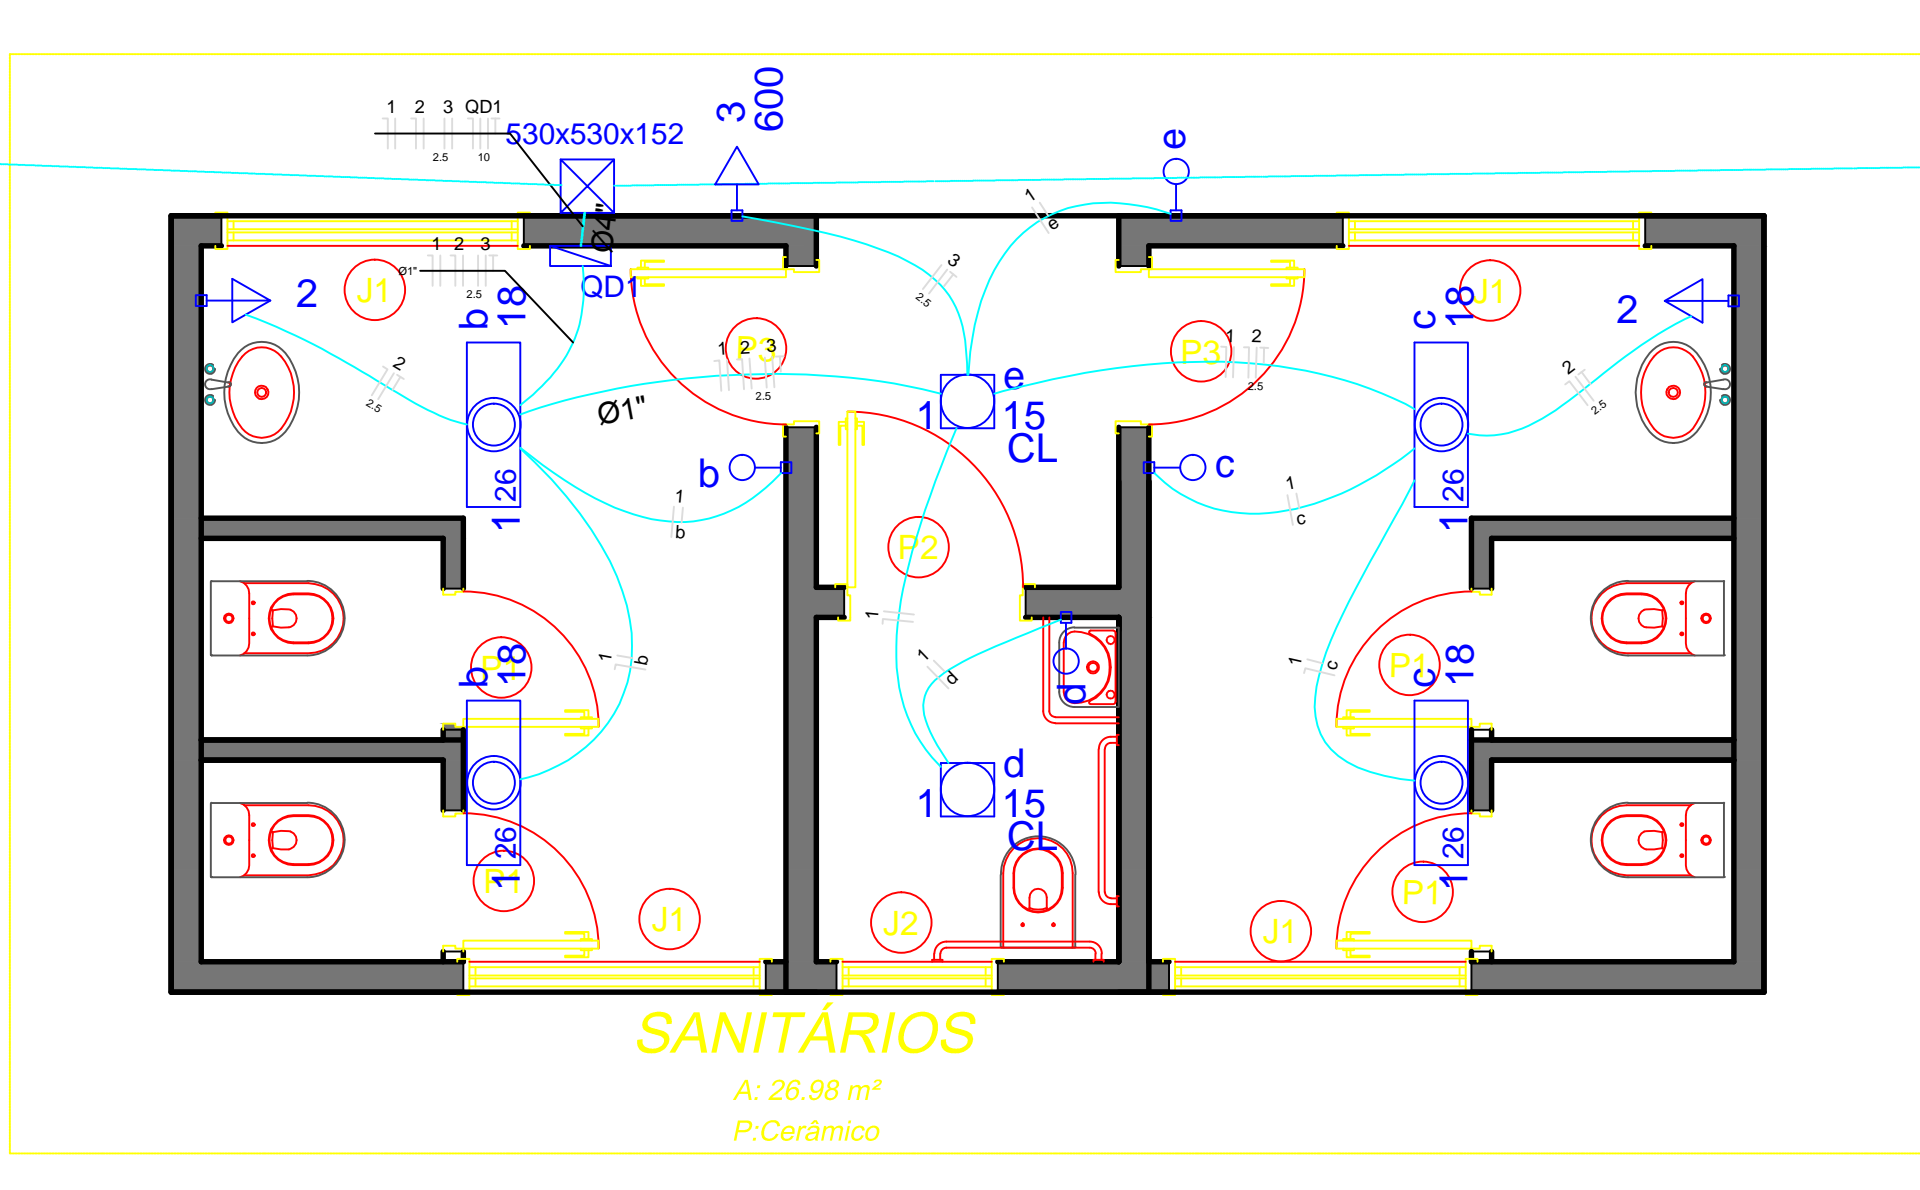 1 2 3 QD1
2.5 10
530x530x152
3
600
e
Ø4"
1
e
1 2 3
Ø1"
2.5
QD1
J1
2
b
18
3
2.5
J1
2
c
18
P3
1 2 3
2.5
P3
1 2
2.5
2
2.5
2
2.5
Ø1"
e
1 15
CL
b
c
26
1
26
1
1
b
1
c
P2
1
1
b
1
d
1
c
P1
b
18
d
P1
c
18
d
1 15
CL
26
1
26
1
P1
P1
J1
J2
J1
SANITÁRIOS
A: 26.98 m²
P:Cerâmico